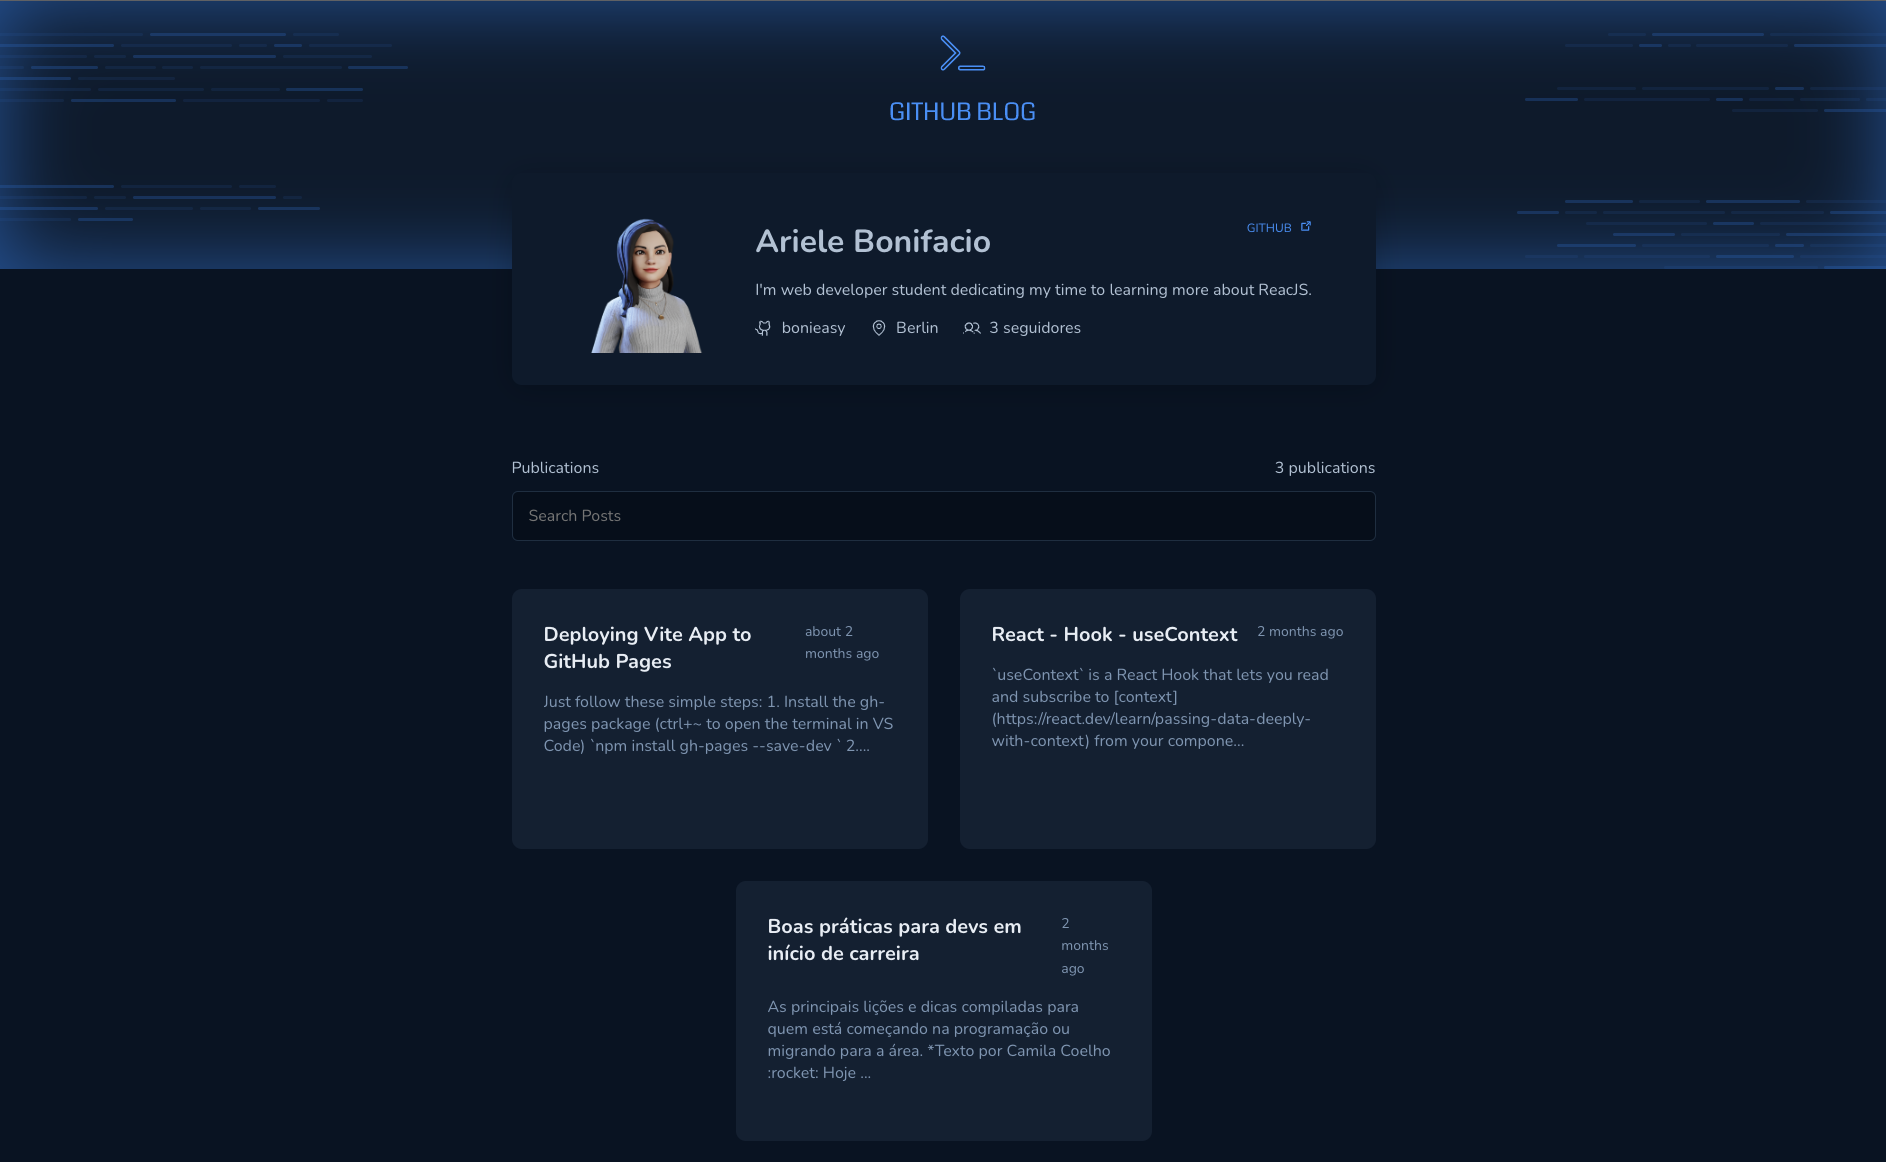 GITHUB BLOG
Ariele Bonifacio
GITHUB
I'm web developer student dedicating my time to learning more about ReacJS.
bonieasy Berlin 3 seguidores
Publications
3 publications
Search Posts
Deploying Vite App to
GitHub Pages
about 2
months ago
Just follow these simple steps: 1. Install the gh-
pages package (ctrl+~ to open the terminal in VS
Code) `npm install gh-pages --save-dev ` 2....
React - Hook - useContext
2 months ago
`useContext` is a React Hook that lets you read
and subscribe to [context]
(https://react.dev/learn/passing-data-deeply-
with-context) from your compone...
Boas práticas para devs em
início de carreira
2
months
ago
As principais lições e dicas compiladas para
quem está começando na programação ou
migrando para a área. *Texto por Camila Coelho
:rocket: Hoje ...